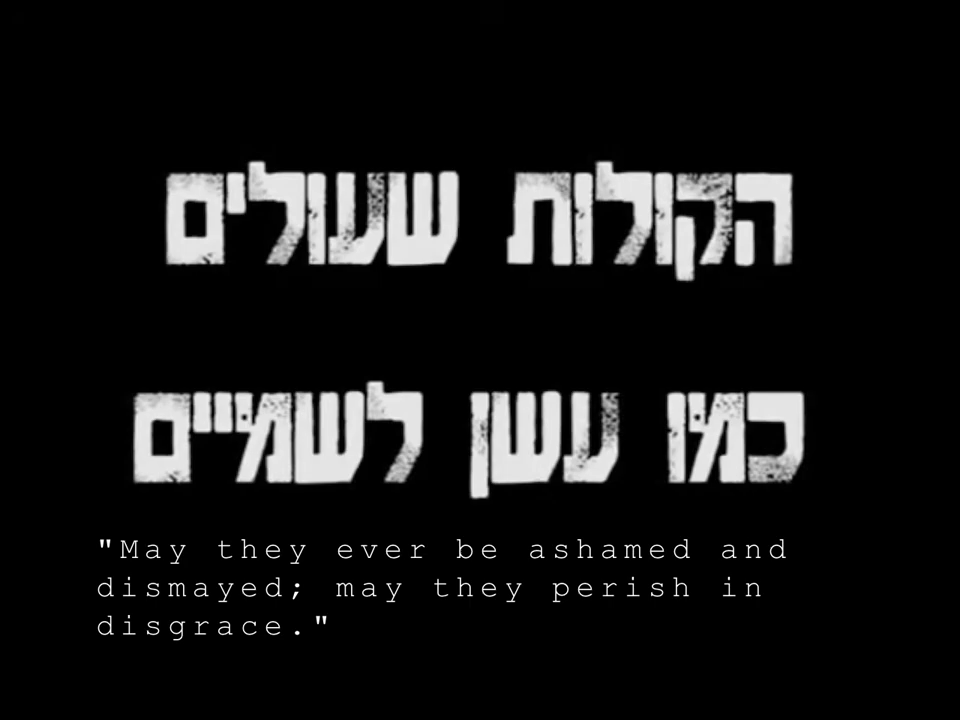 הקולות שעולים
כמו עשן לשמיים
"May they ever be ashamed and
dismayed; may they perish in
disgrace."